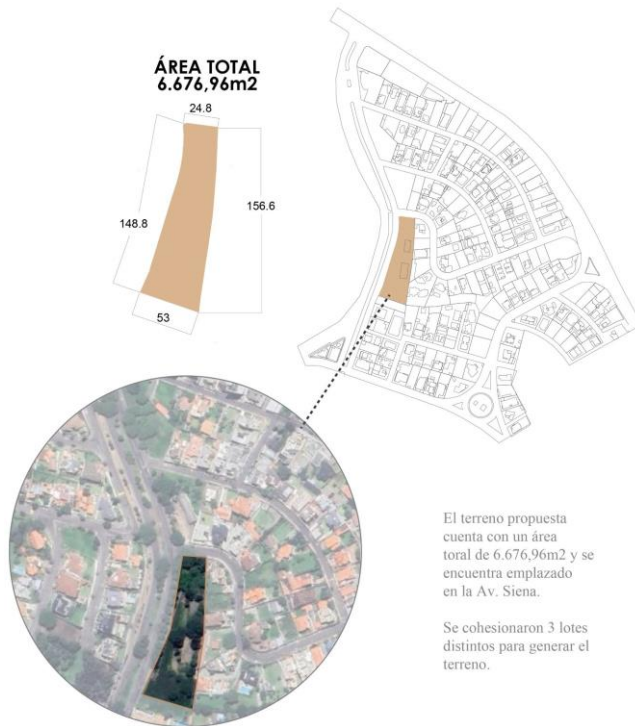 ÁREA TOTAL
6.676,96m2
24.8
148.8
156.6
53
El terreno propuesta
cuenta con un área
total de 6.676,96m2 y se
encuentra emplazado
en la Av. Siena.
Se cohesionaron 3 lotes
distintos para generar el
terreno.